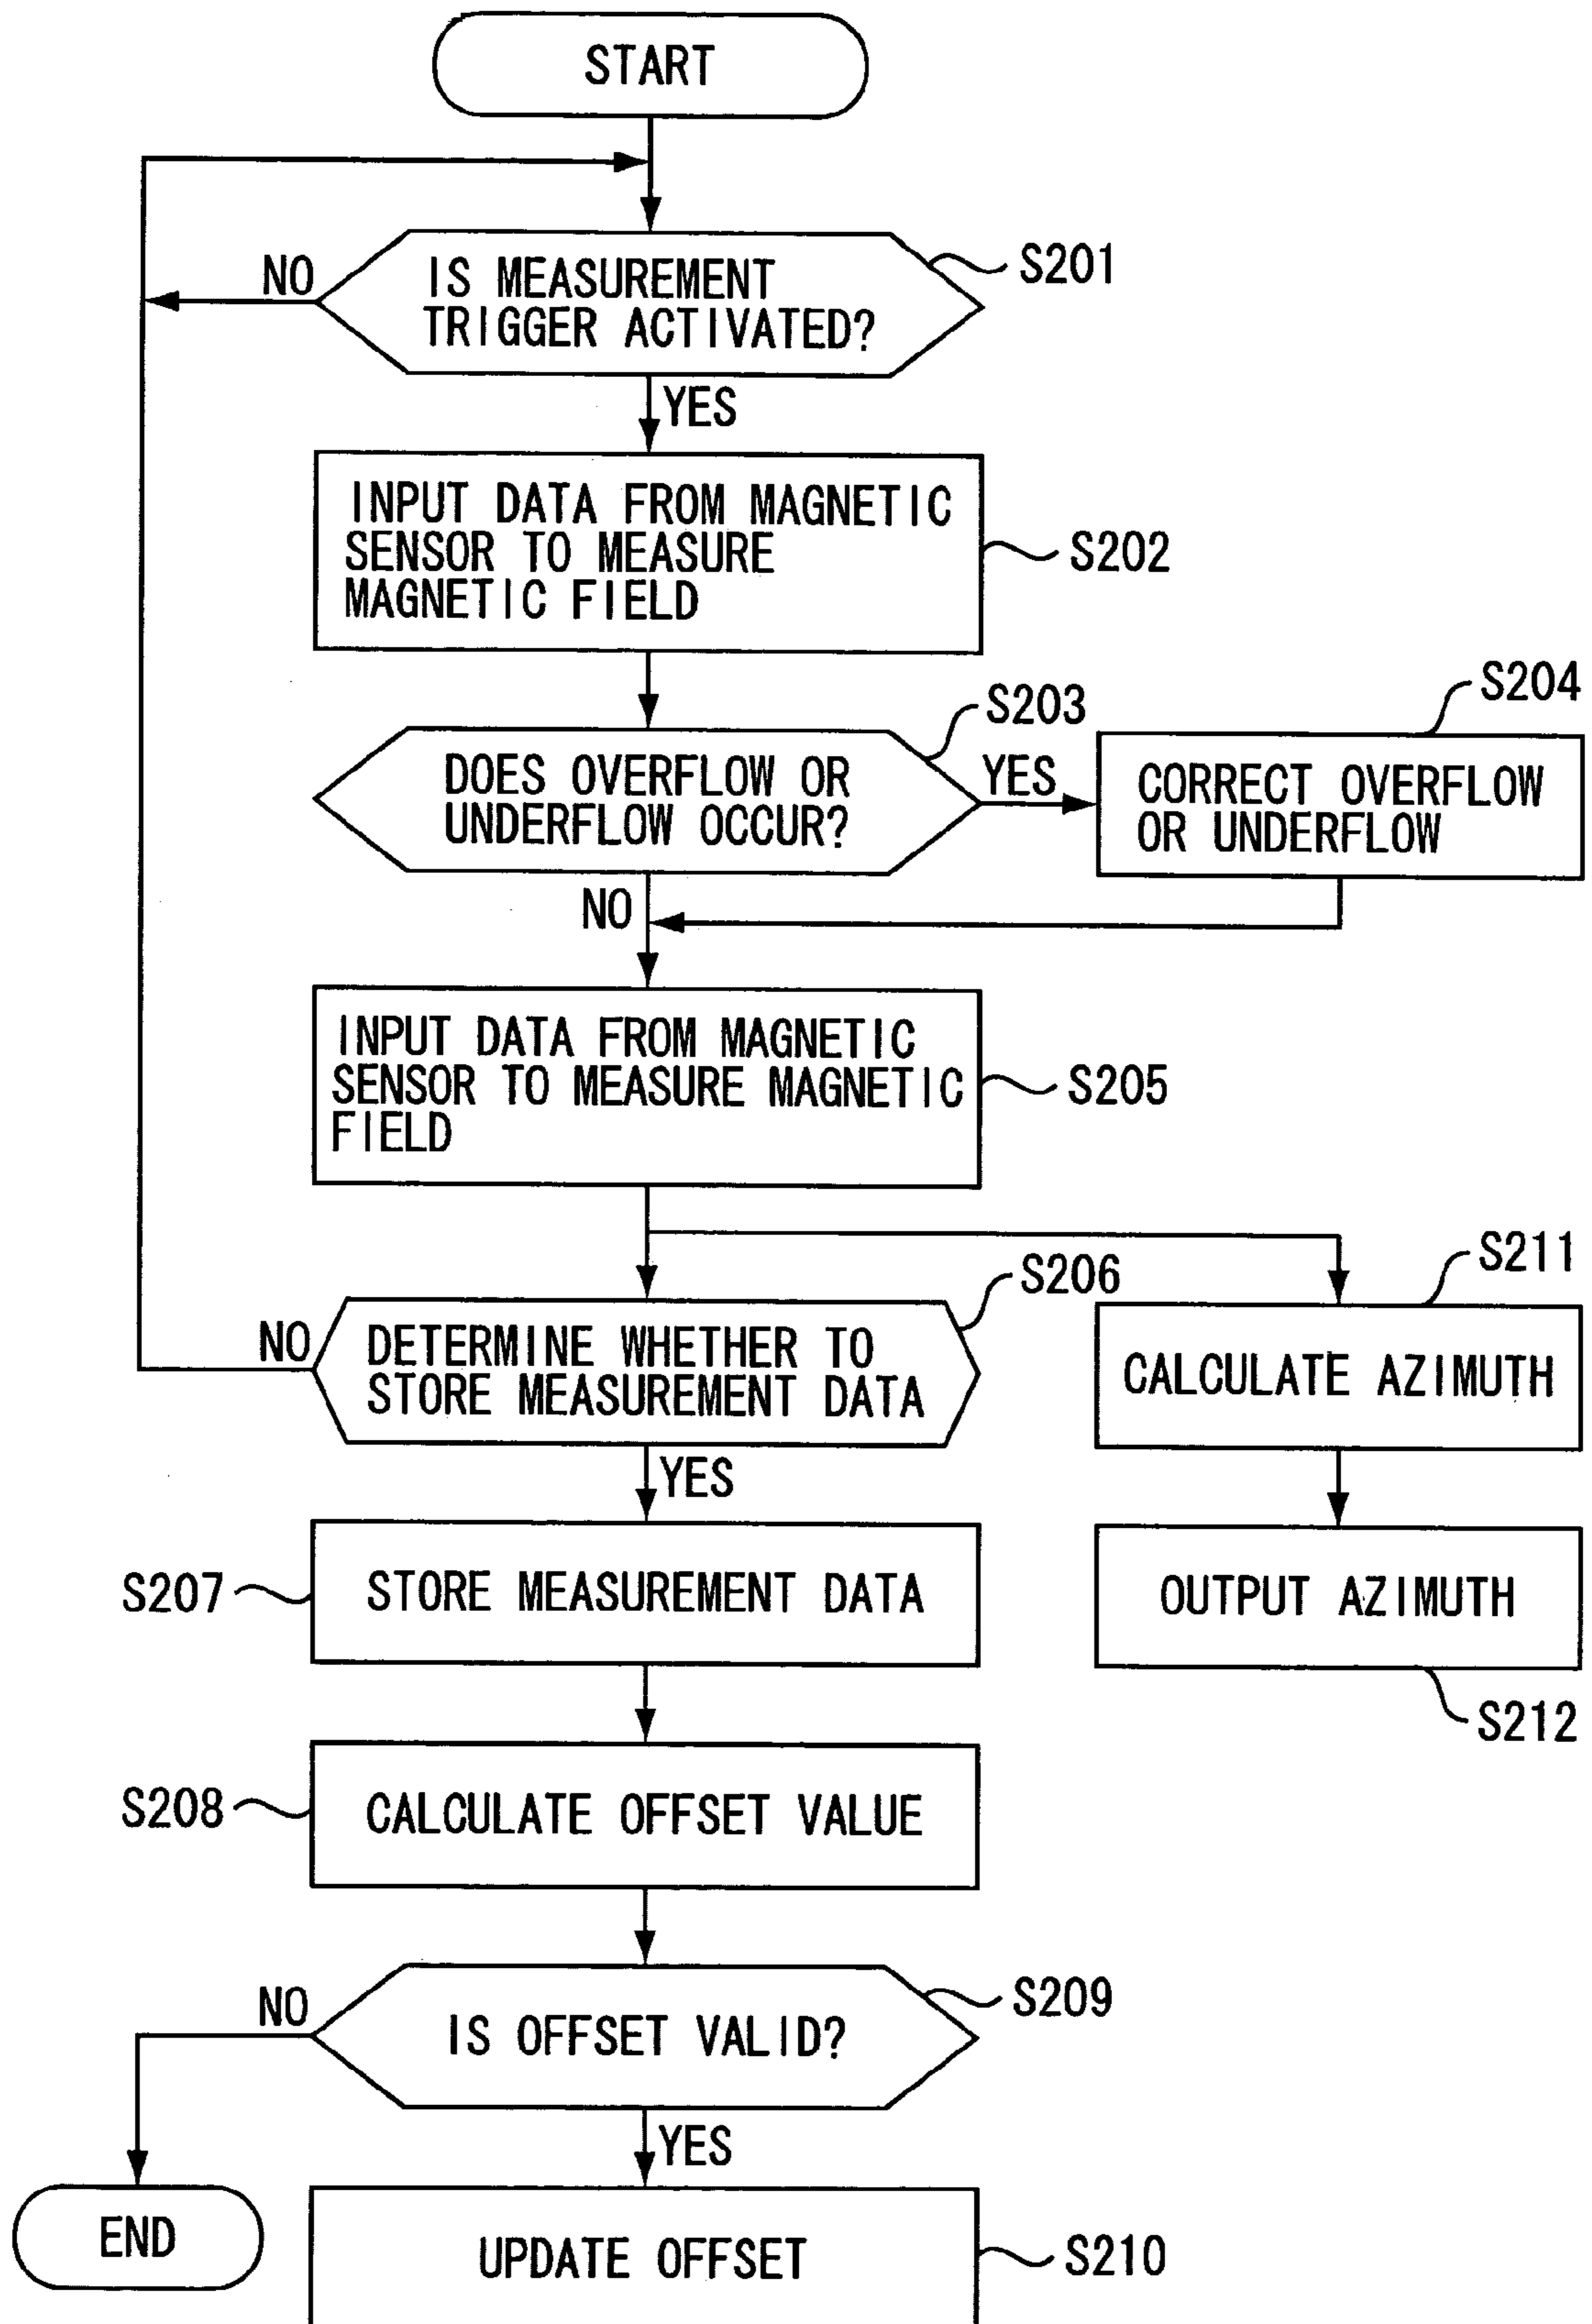 START
NO
IS MEASUREMENT
TRIGGER ACTIVATED?
S201
YES
INPUT DATA FROM MAGNETIC
SENSOR TO MEASURE
MAGNETIC FIELD
S202
S203
S204
DOES OVERFLOW OR
UNDERFLOW OCCUR?
YES
CORRECT OVERFLOW
OR UNDERFLOW
NO
INPUT DATA FROM MAGNETIC
SENSOR TO MEASURE MAGNETIC
FIELD
S205
S206
S211
NO
DETERMINE WHETHER TO
STORE MEASUREMENT DATA
CALCULATE AZIMUTH
YES
S207
STORE MEASUREMENT DATA
OUTPUT AZIMUTH
S212
S208
CALCULATE OFFSET VALUE
NO
IS OFFSET VALID?
S209
YES
END
UPDATE OFFSET
S210